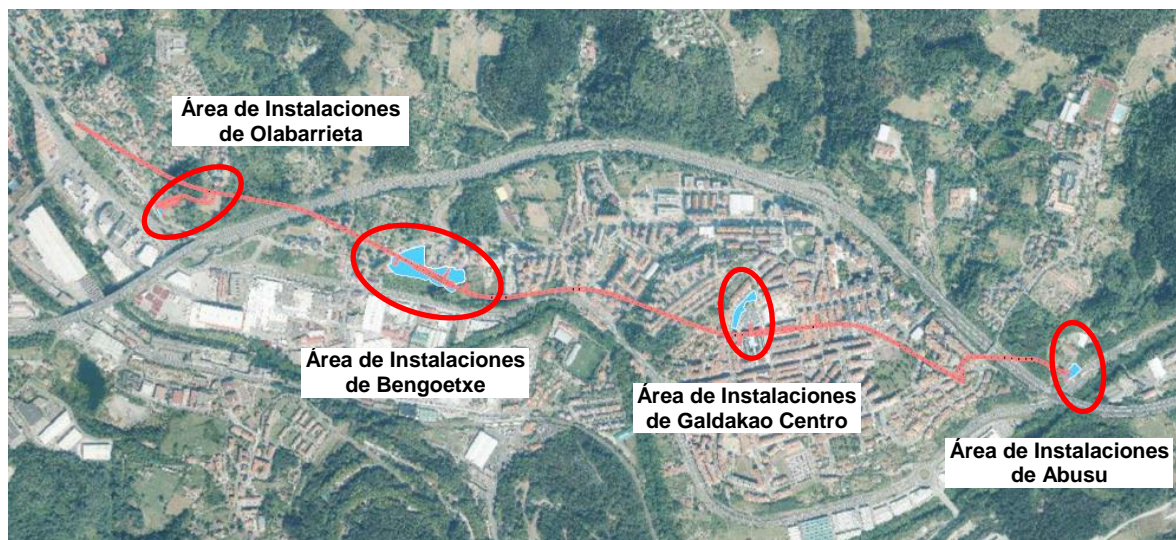 Área de Instalaciones
de Olabarrieta
Área de Instalaciones
de Bengoetxe
Área de Instalaciones
de Galdakao Centro
Área de Instalaciones
de Abusu